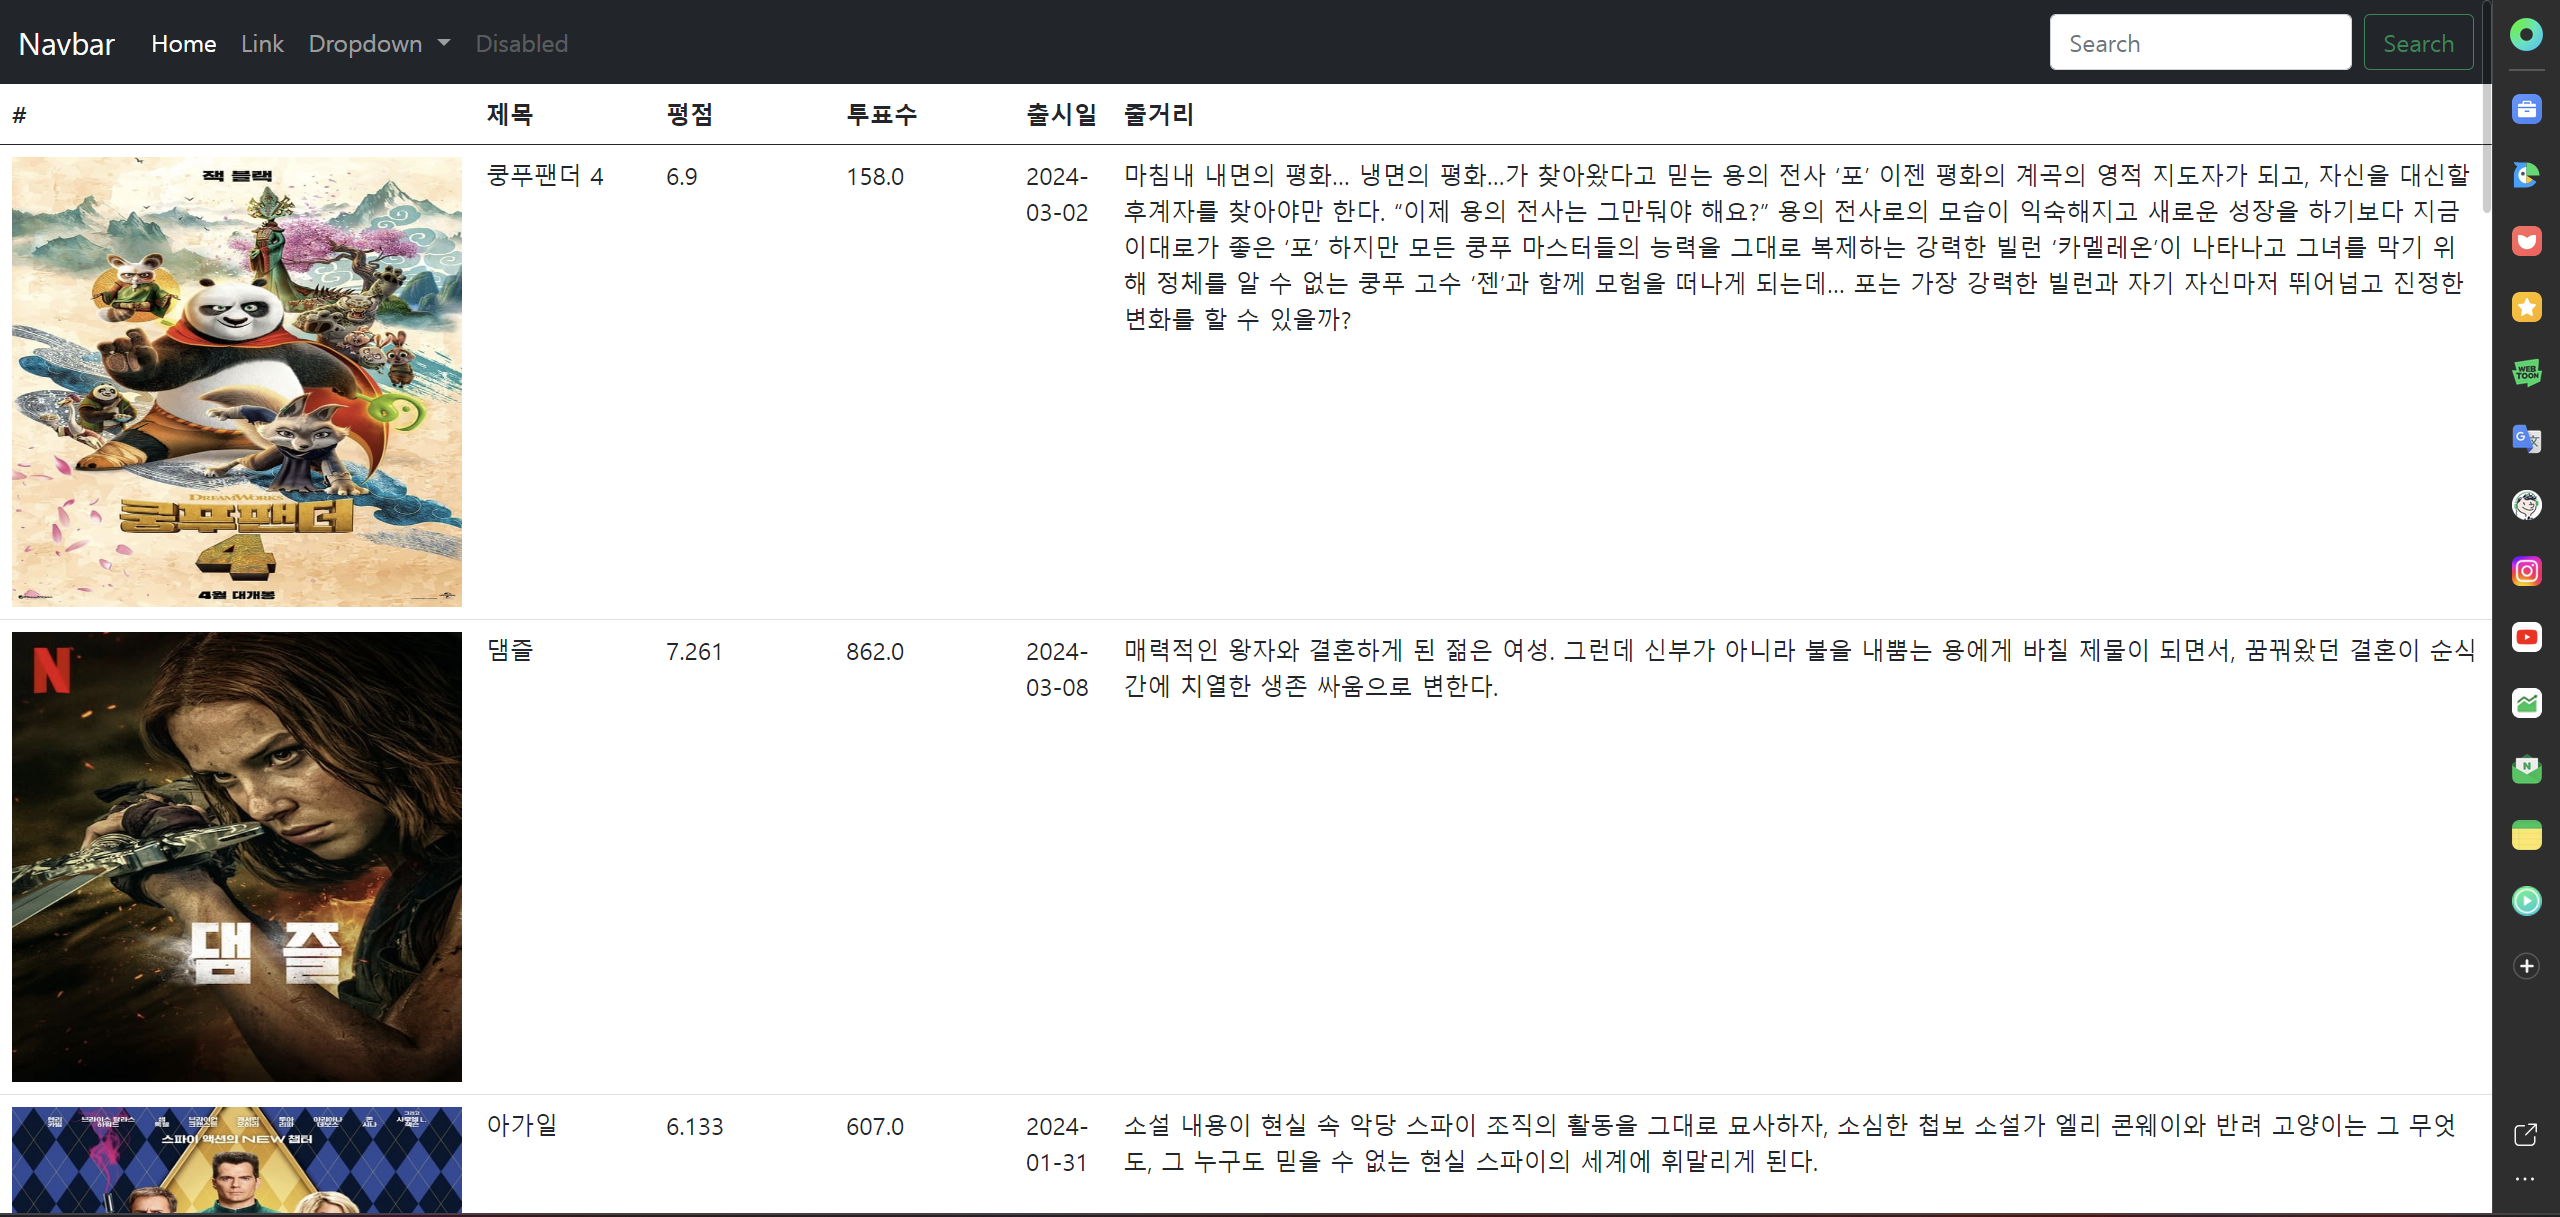 Navbar Home Link Dropdown Disabled Search Search
# 제목 평점 투표수 출시일 줄거리
잭 블랙
DREAMWORKS
쿵푸팬더
4
4월 대개봉
쿵푸팬더 4 6.9 158.0 2024-
03-02
마침내 내면의 평화... 냉면의 평화...가 찾아왔다고 믿는 용의 전사 ‘포’ 이젠 평화의 계곡의 영적 지도자가 되고, 자신을 대신할
후계자를 찾아야만 한다. “이제 용의 전사는 그만둬야 해요?” 용의 전사로의 모습이 익숙해지고 새로운 성장을 하기보다 지금
이대로가 좋은 ‘포’ 하지만 모든 쿵푸 마스터들의 능력을 그대로 복제하는 강력한 빌런 ‘카멜레온’이 나타나고 그녀를 막기 위
해 정체를 알 수 없는 쿵푸 고수 ‘젠’과 함께 모험을 떠나게 되는데... 포는 가장 강력한 빌런과 자기 자신마저 뛰어넘고 진정한
변화를 할 수 있을까?
N
댐즐
댐즐 7.261 862.0 2024-
03-08
매력적인 왕자와 결혼하게 된 젊은 여성. 그런데 신부가 아니라 불을 내뿜는 용에게 바칠 제물이 되면서, 꿈꿔왔던 결혼이 순식
간에 치열한 생존 싸움으로 변한다.
스파이 액션의 NEW 챕터
아가일 6.133 607.0 2024-
01-31
소설 내용이 현실 속 악당 스파이 조직의 활동을 그대로 묘사하자, 소심한 첩보 소설가 엘리 콘웨이와 반려 고양이는 그 무엇
도, 그 누구도 믿을 수 없는 현실 스파이의 세계에 휘말리게 된다.
WEB
TOON
G
N